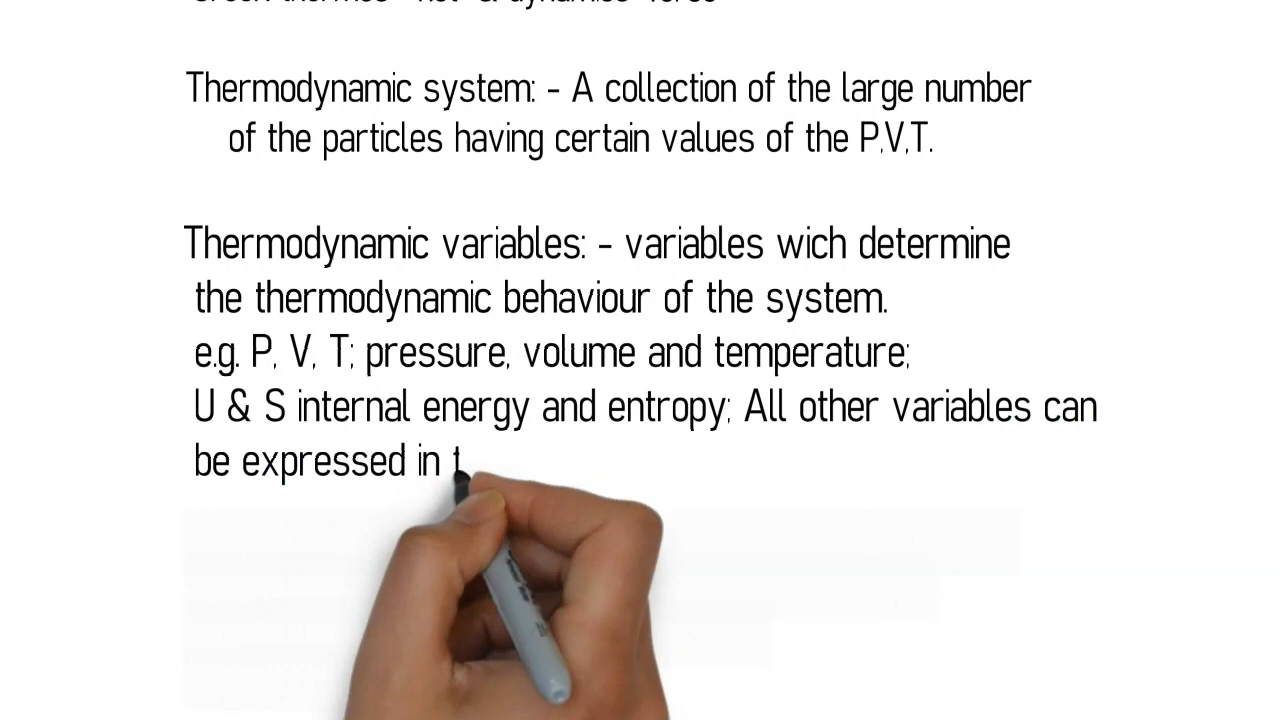 Thermodynamic system: - A collection of the large number
of the particles having certain values of the P,V,T.
Thermodynamic variables: - variables wich determine
the thermodynamic behaviour of the system.
e.g. P, V, T; pressure, volume and temperature;
U & S internal energy and entropy; All other variables can
be expressed in t